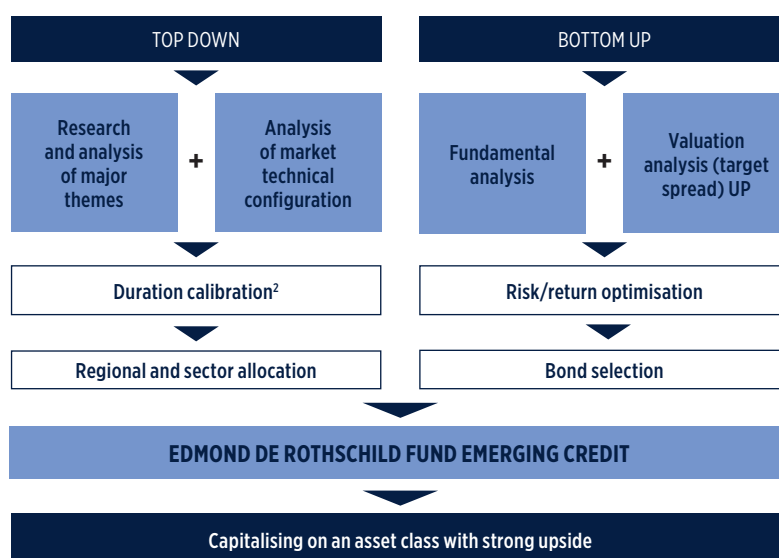 TOP DOWN
BOTTOM UP
Research
and analysis
of major
themes
+
Analysis
of market
technical
configuration
Fundamental
analysis
+
Valuation
analysis (target
spread) UP
Duration calibration²
Risk/return optimisation
Regional and sector allocation
Bond selection
EDMOND DE ROTHSCHILD FUND EMERGING CREDIT
Capitalising on an asset class with strong upside